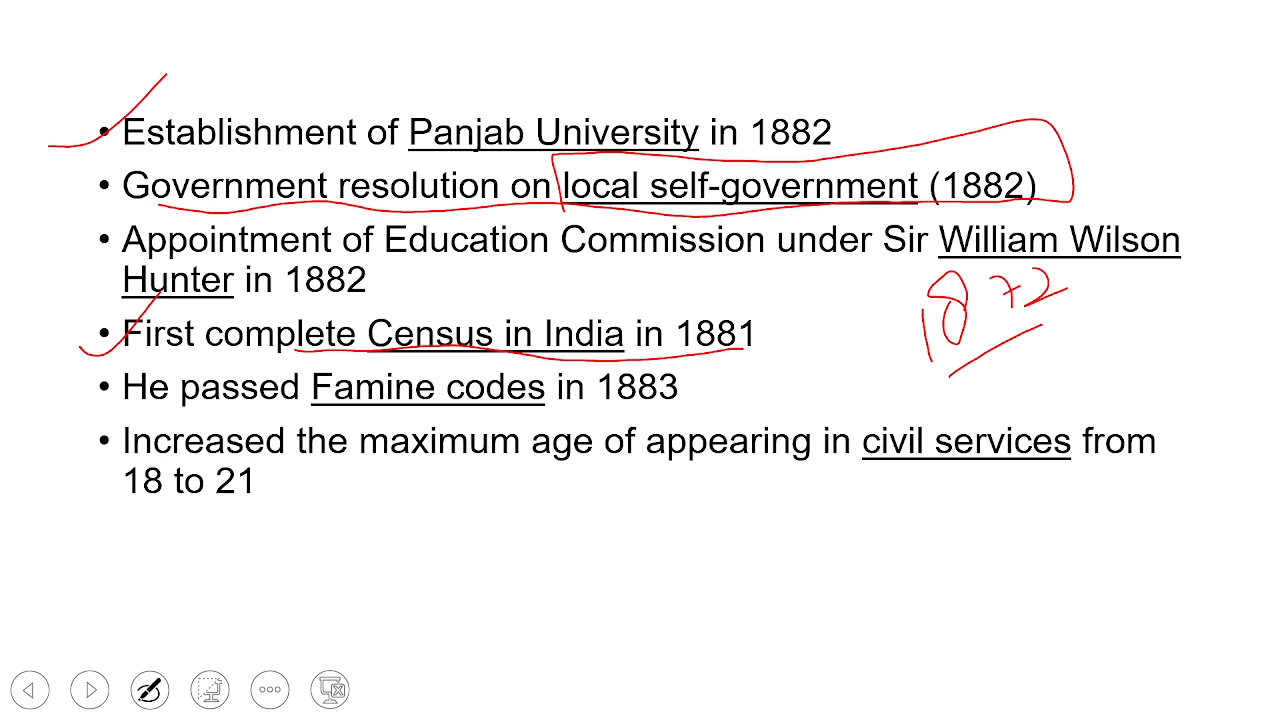 • Establishment of Panjab University in 1882
• Government resolution on local self-government (1882)
• Appointment of Education Commission under Sir William Wilson
Hunter in 1882
1872
• First complete Census in India in 1881
• He passed Famine codes in 1883
• Increased the maximum age of appearing in civil services from
18 to 21